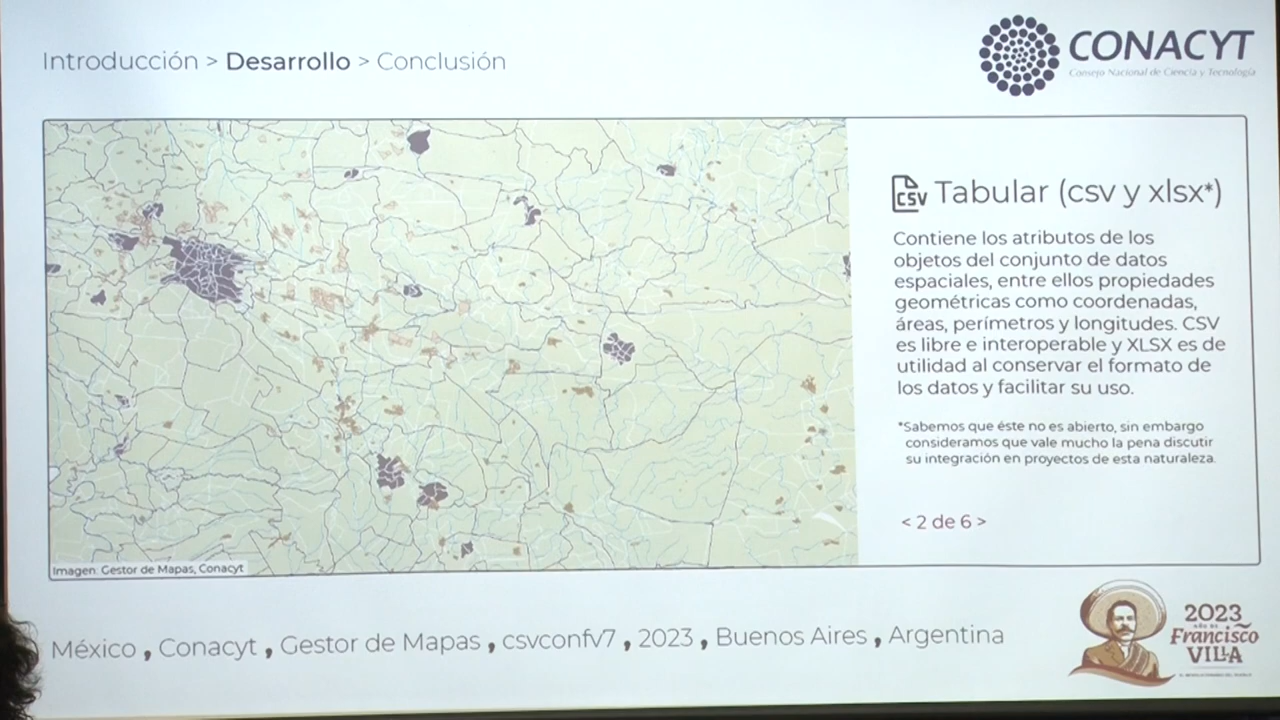 Introducción > Desarrollo > Conclusión
CONACYT
Consejo Nacional de Ciencia y Tecnología
CSV
Tabular (csv y xlsx*)
Contiene los atributos de los
objetos del conjunto de datos
espaciales, entre ellos propiedades
geométricas como coordenadas,
áreas, perímetros y longitudes. CSV
es libre e interoperable y XLSX es de
utilidad al conservar el formato de
los datos y facilitar su uso.
*Sabemos que éste no es abierto, sin embargo
consideramos que vale mucho la pena discutir
su integración en proyectos de esta naturaleza.
< 2 de 6 >
Imagen: Gestor de Mapas, Conacyt
México , Conacyt , Gestor de Mapas , csvconfv7 , 2023 , Buenos Aires , Argentina
2023
AÑO DE
Francisco
VILLA